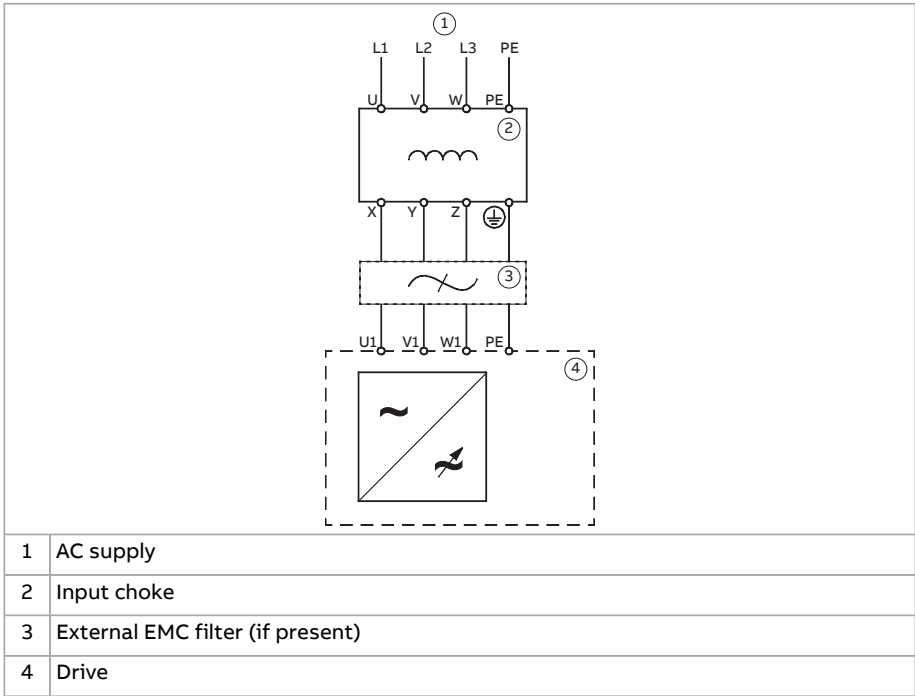 1
L1 L2 L3 PE
U V W PE
2
X Y Z
3
U1 V1 W1 PE
4
1 AC supply
2 Input choke
3 External EMC filter (if present)
4 Drive